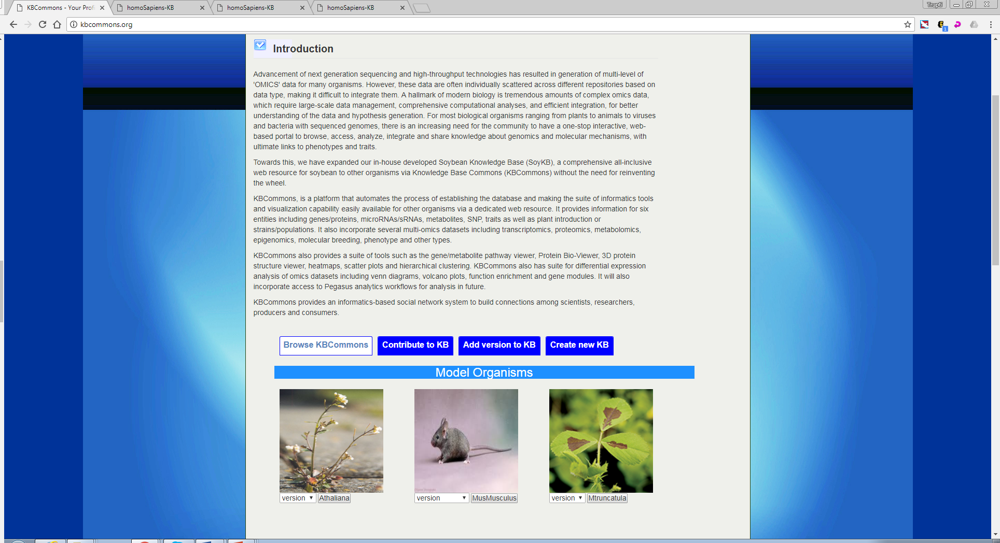 Trupti
KBCommons - Your Prof
homoSapiens-KB
homoSapiens-KB
homoSapiens-KB
kbcommons.org
1
Introduction
Advancement of next generation sequencing and high-throughput technologies has resulted in generation of multi-level of
'OMICS' data for many organisms. However, these data are often individually scattered across different repositories based on
data type, making it difficult to integrate them. A hallmark of modern biology is tremendous amounts of complex omics data,
which require large-scale data management, comprehensive computational analyses, and efficient integration, for better
understanding of the data and hypothesis generation. For most biological organisms ranging from plants to animals to viruses
and bacteria with sequenced genomes, there is an increasing need for the community to have a one-stop interactive, web-
based portal to browse, access, analyze, integrate and share knowledge about genomics and molecular mechanisms, with
ultimate links to phenotypes and traits.
Towards this, we have expanded our in-house developed Soybean Knowledge Base (SoyKB), a comprehensive all-inclusive
web resource for soybean to other organisms via Knowledge Base Commons (KBCommons) without the need for reinventing
the wheel.
KBCommons, is a platform that automates the process of establishing the database and making the suite of informatics tools
and visualization capability easily available for other organisms via a dedicated web resource. It provides information for six
entities including genes/proteins, microRNAs/sRNAs, metabolites, SNP, traits as well as plant introduction or
strains/populations. It also incorporate several multi-omics datasets including transcriptomics, proteomics, metabolomics,
epigenomics, molecular breeding, phenotype and other types.
KBCommons also provides a suite of tools such as the gene/metabolite pathway viewer, Protein Bio-Viewer, 3D protein
structure viewer, heatmaps, scatter plots and hierarchical clustering. KBCommons also has suite for differential expression
analysis of omics datasets including venn diagrams, volcano plots, function enrichment and gene modules. It will also
incorporate access to Pegasus analytics workflows for analysis in future.
KBCommons provides an informatics-based social network system to build connections among scientists, researchers,
producers and consumers.
Browse KBCommons Contribute to KB Add version to KB Create new KB
Model Organisms
version Athaliana version MusMusculus version Mtruncatula